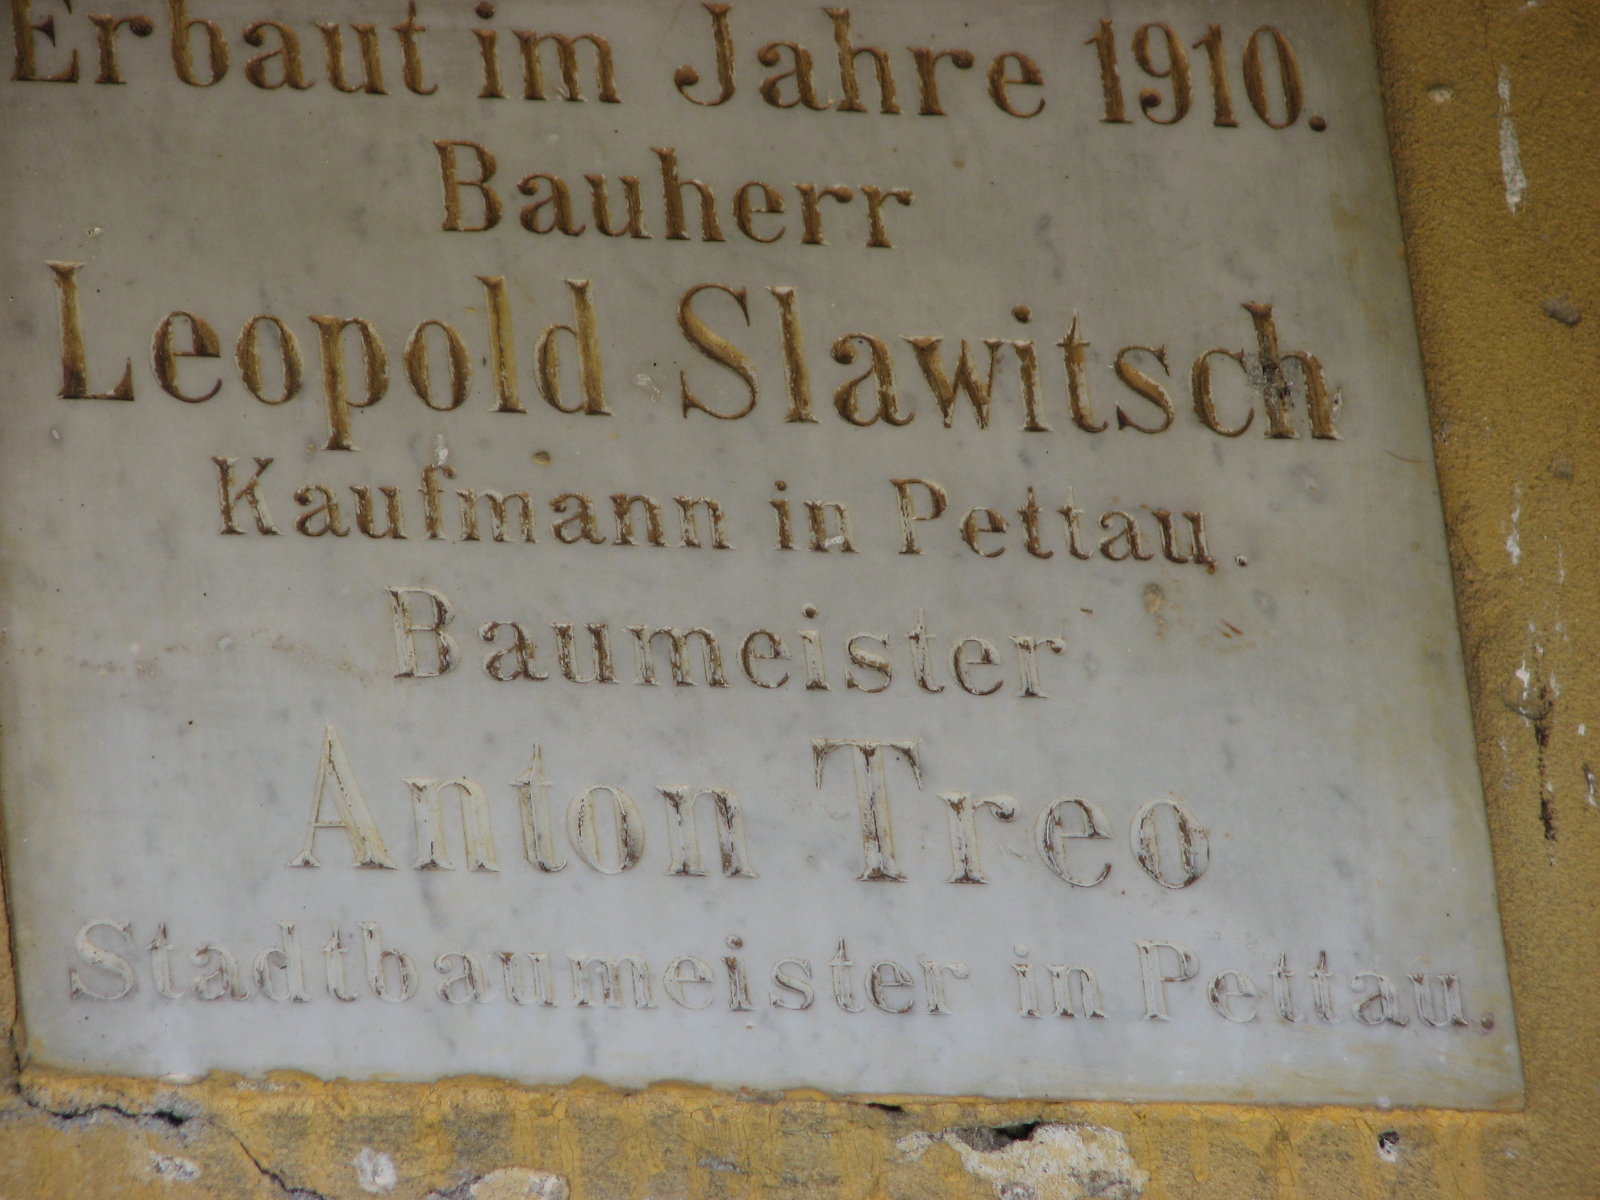 Erbaut im Jahre 1910.
Bauherr
Leopold Slawitsch
Kaufmann in Pettau.
Baumeister
Anton Treo
Stadtbaumeister in Pettau.